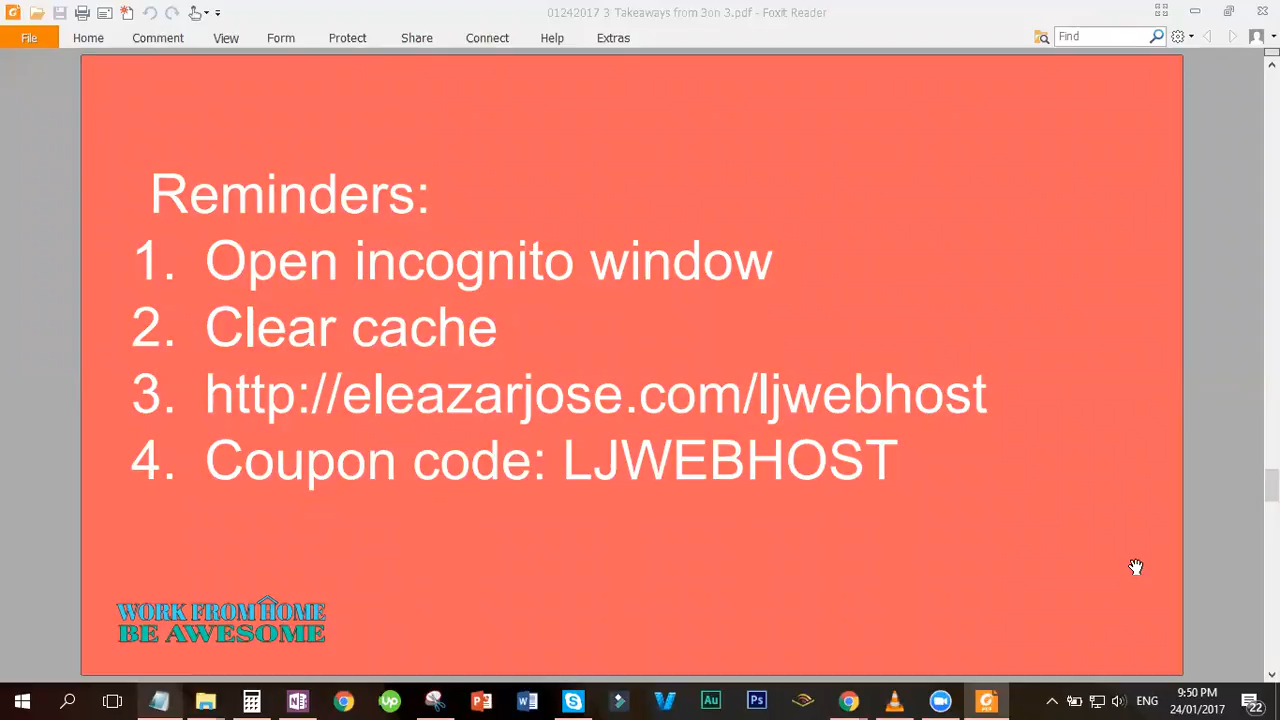 01242017 3 Takeaways from 3on 3.pdf - Foxit Reader
File Home Comment View Form Protect Share Connect Help Extras
Find
Reminders:
1. Open incognito window
2. Clear cache
3. http://eleazarjose.com/ljwebhost
4. Coupon code: LJWEBHOST
WORK FROM HOME
BE AWESOME
ENG
9:50 PM
24/01/2017
22